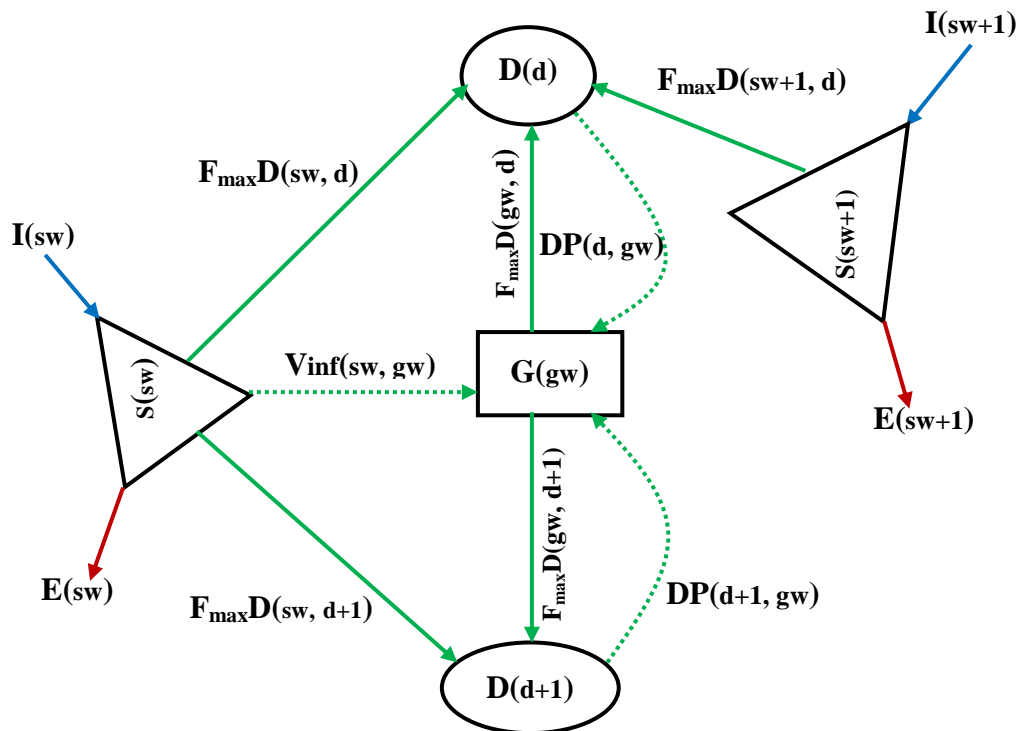 I(sw+1)
D(d)
FmaxD(sw+1, d)
FmaxD(sw, d)
FmaxD(gw, d)
DP(d, gw)
I(sw)
S(sw+1)
S(sw)
Vinf(sw, gw)
G(gw)
E(sw+1)
FmaxD(gw, d+1)
E(sw)
FmaxD(sw, d+1)
DP(d+1, gw)
D(d+1)